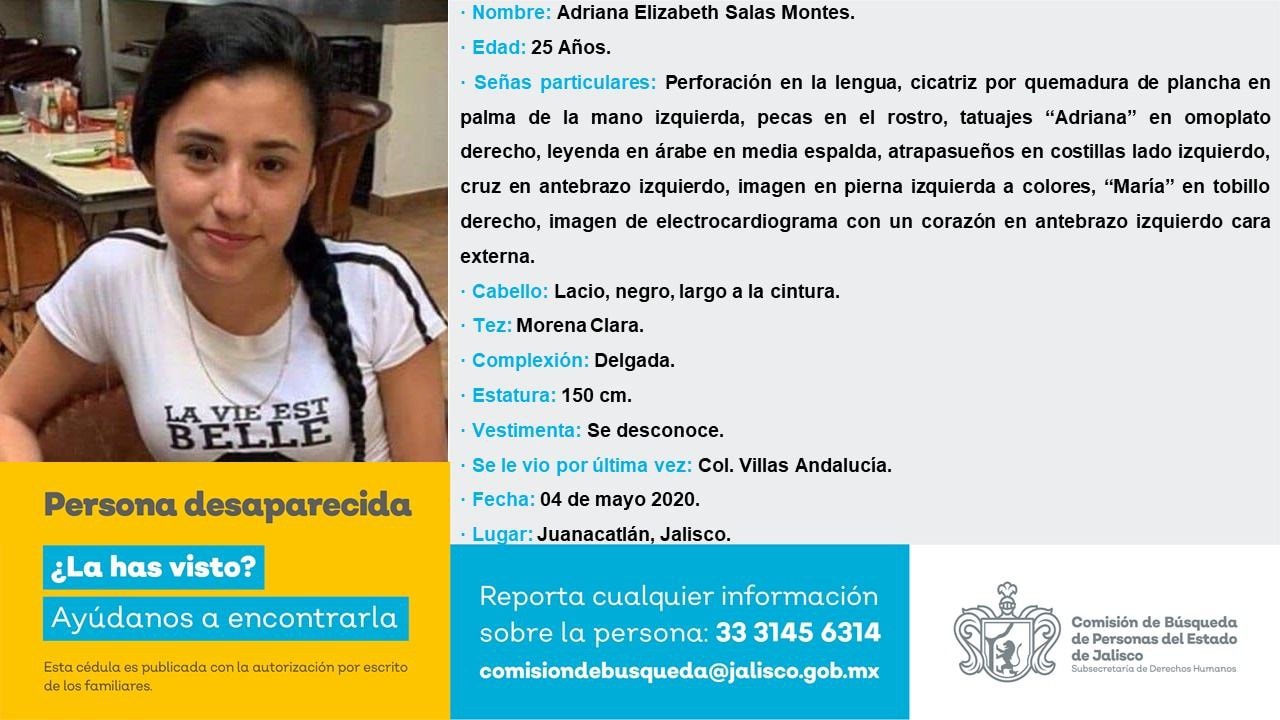 · Nombre: Adriana Elizabeth Salas Montes.
· Edad: 25 Años.
· Señas particulares: Perforación en la lengua, cicatriz por quemadura de plancha en
palma de la mano izquierda, pecas en el rostro, tatuajes “Adriana” en omoplato
derecho, leyenda en árabe en media espalda, atrapasueños en costillas lado izquierdo,
cruz en antebrazo izquierdo, imagen en pierna izquierda a colores, “María” en tobillo
derecho, imagen de electrocardiograma con un corazón en antebrazo izquierdo cara
externa.
· Cabello: Lacio, negro, largo a la cintura.
· Tez: Morena Clara.
· Complexión: Delgada.
· Estatura: 150 cm.
· Vestimenta: Se desconoce.
· Se le vio por última vez: Col. Villas Andalucía.
· Fecha: 04 de mayo 2020.
· Lugar: Juanacatlán, Jalisco.
LA VIE EST
BELLE
Persona desaparecida
¿La has visto?
Ayúdanos a encontrarla
Esta cédula es publicada con la autorización por escrito
de los familiares.
Reporta cualquier información
sobre la persona: 33 3145 6314
comisiondebusqueda@jalisco.gob.mx
Comisión de Búsqueda
de Personas del Estado
de Jalisco
Subsecretaría de Derechos Humanos